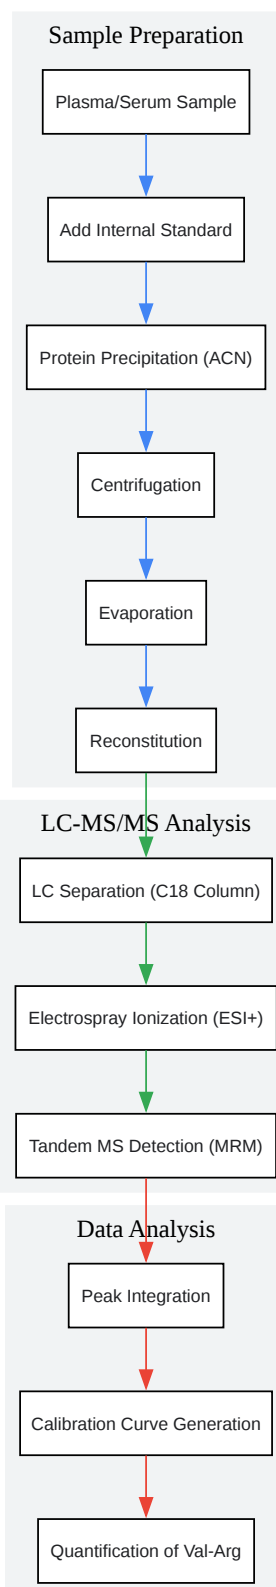 Sample Preparation
Plasma/Serum Sample
Add Internal Standard
Protein Precipitation (ACN)
Centrifugation
Evaporation
Reconstitution
LC-MS/MS Analysis
LC Separation (C18 Column)
Electrospray Ionization (ESI+)
Tandem MS Detection (MRM)
Data Analysis
Peak Integration
Calibration Curve Generation
Quantification of Val-Arg